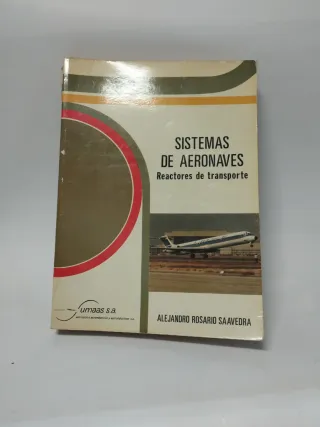 SISTEMAS
DE AERONAVES
Reactores de transporte
umaas s.a.
ALEJANDRO ROSARIO SAAVEDRA